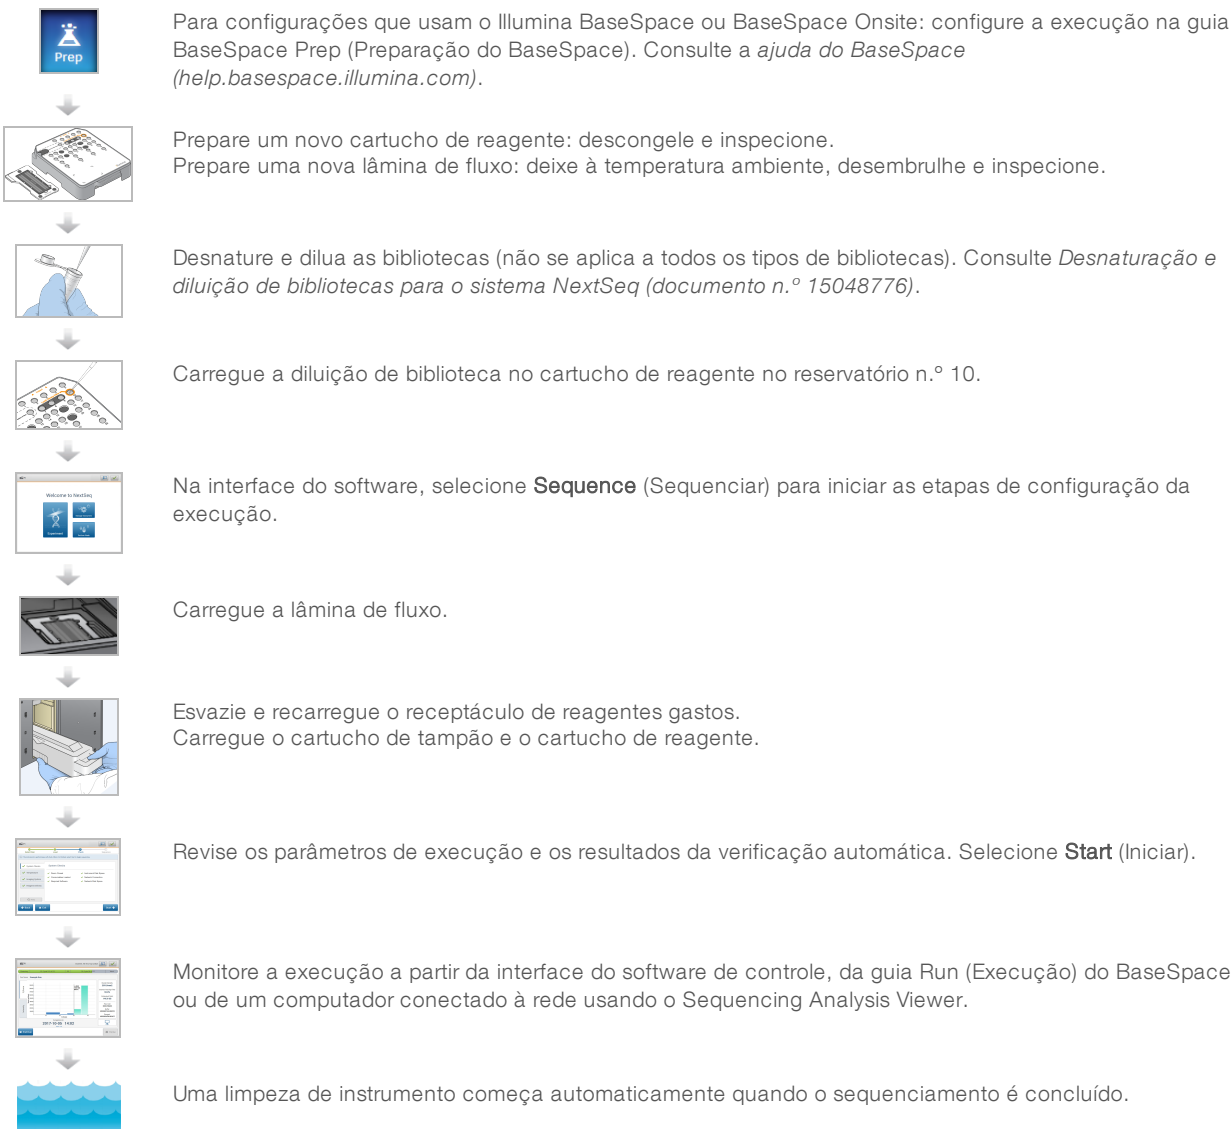 Prep
Para configurações que usam o Illumina BaseSpace ou BaseSpace Onsite: configure a execução na guia
BaseSpace Prep (Preparação do BaseSpace). Consulte a ajuda do BaseSpace
(help.basespace.illumina.com).
Prepare um novo cartucho de reagente: descongele e inspecione.
Prepare uma nova lâmina de fluxo: deixe à temperatura ambiente, desembrulhe e inspecione.
Desnature e dilua as bibliotecas (não se aplica a todos os tipos de bibliotecas). Consulte Desnaturação e
diluição de bibliotecas para o sistema NextSeq (documento n.º 15048776).
Carregue a diluição de biblioteca no cartucho de reagente no reservatório n.º 10.
Welcome to NextSeq
Experiment
Na interface do software, selecione Sequence (Sequenciar) para iniciar as etapas de configuração da
execução.
Carregue a lâmina de fluxo.
Esvazie e recarregue o receptáculo de reagentes gastos.
Carregue o cartucho de tampão e o cartucho de reagente.
Revise os parâmetros de execução e os resultados da verificação automática. Selecione Start (Iniciar).
Monitore a execução a partir da interface do software de controle, da guia Run (Execução) do BaseSpace
ou de um computador conectado à rede usando o Sequencing Analysis Viewer.
Uma limpeza de instrumento começa automaticamente quando o sequenciamento é concluído.